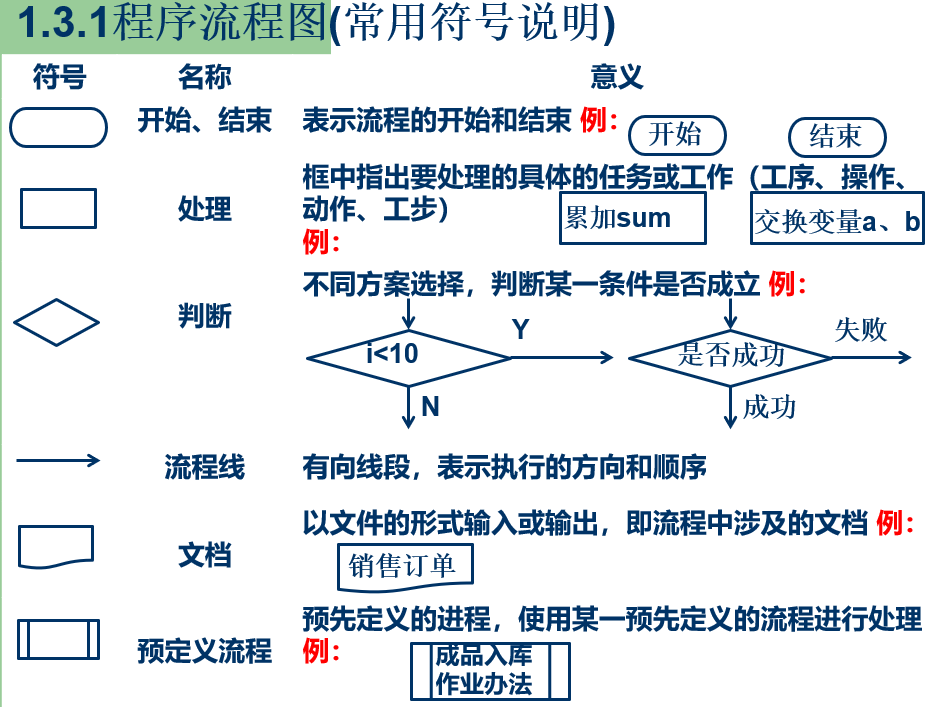 1.3.1程序流程图(常用符号说明)
符号 名称 意义
开始、结束 表示流程的开始和结束 例：
开始 结束
处理 框中指出要处理的具体的任务或工作（工序、操作、
动作、工步）
例：
累加sum 交换变量a、b
判断 不同方案选择，判断某一条件是否成立 例：
i<10 Y 是否成功 失败
N 成功
流程线 有向线段，表示执行的方向和顺序
文档 以文件的形式输入或输出，即流程中涉及的文档 例：
销售订单
预定义流程 预先定义的进程，使用某一预先定义的流程进行处理
例：
成品入库
作业办法